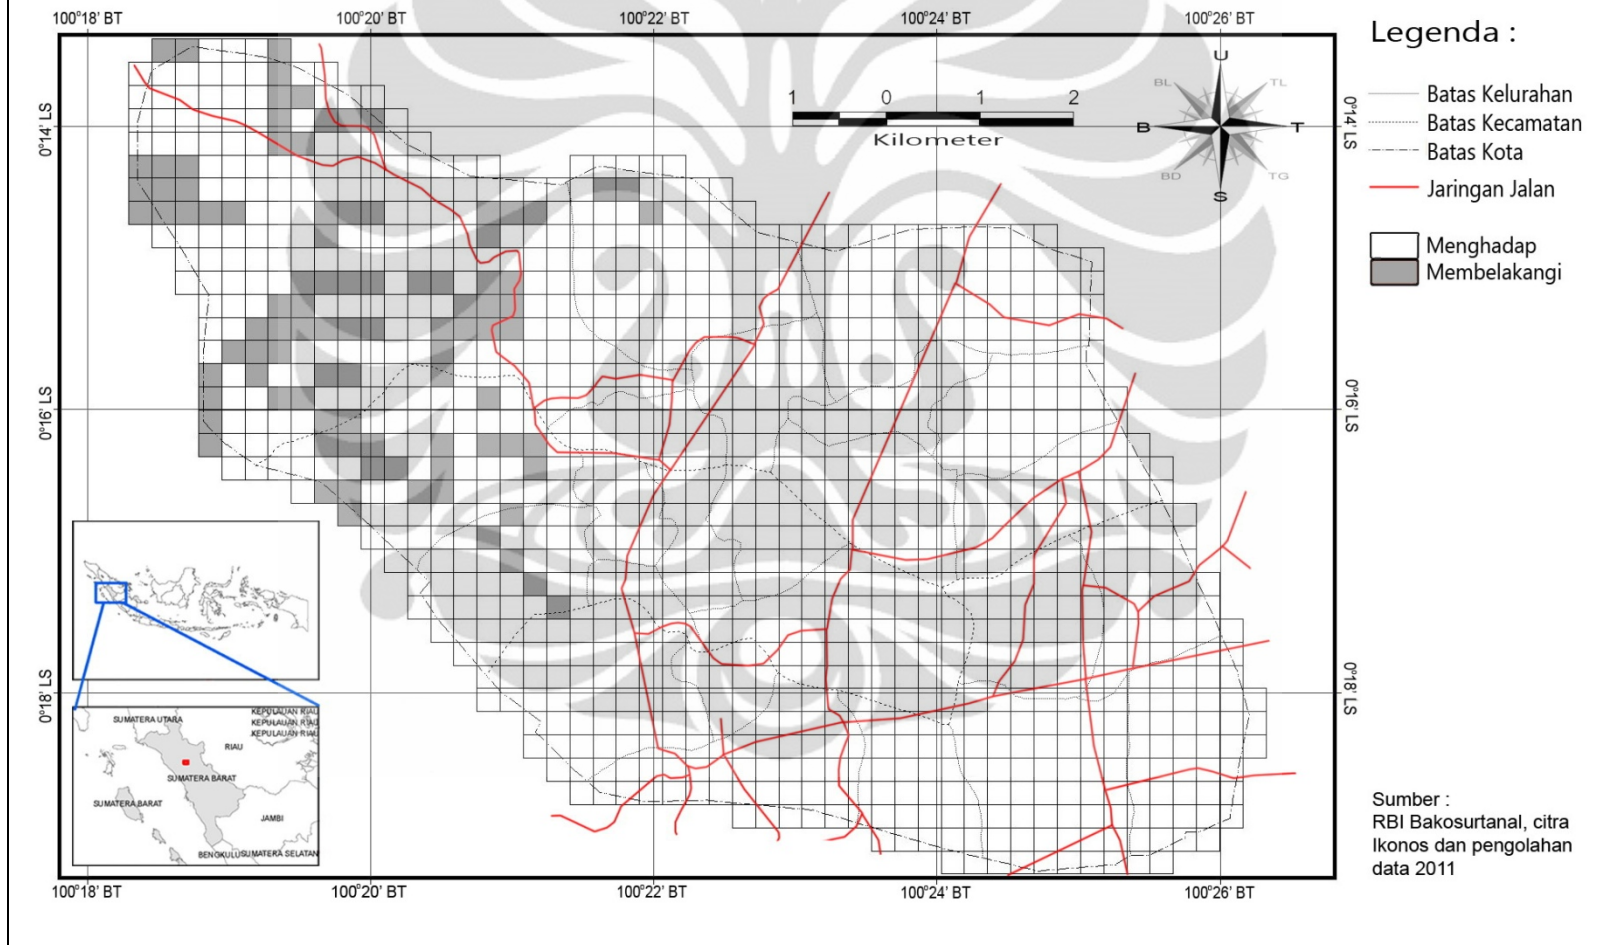 100°18' BT
100°20' BT
100°22' BT
100°24' BT
100°26' BT
0°14' LS
0°16' LS
0°18' LS
0°14' LS
0°16' LS
0°18' LS
1 0 1 2
Kilometer
U
BL
TL
B
T
BD
TG
S
Legenda :
Batas Kelurahan
Batas Kecamatan
Batas Kota
Jaringan Jalan
Menghadap
Membelakangi
SUMATERA UTARA
KEPULAUAN RIAU
KEPULAUAN RIAU
KEPULAUAN RIAU
RIAU
SUMATERA BARAT
SUMATERA BARAT
JAMBI
BENGKULU
SUMATERA SELATAN
Sumber :
RBI Bakosurtanal, citra
Ikonos dan pengolahan
data 2011
100°18' BT
100°20' BT
100°22' BT
100°24' BT
100°26' BT